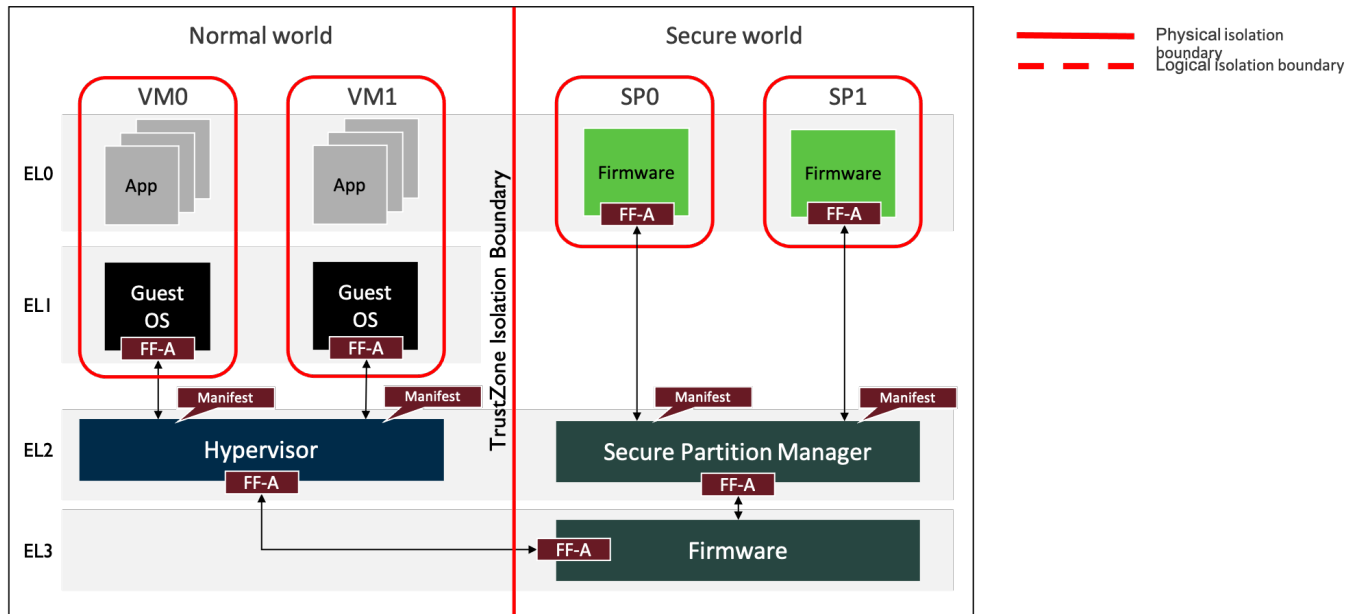 Normal world
Secure world
Physical isolation
boundary
Logical isolation boundary
VM0
VM1
SP0
SP1
EL0
App
App
Firmware
Firmware
FF-A
FF-A
TrustZone Isolation Boundary
EL1
Guest
OS
Guest
OS
FF-A
FF-A
Manifest
Manifest
Manifest
Manifest
EL2
Hypervisor
Secure Partition Manager
FF-A
FF-A
EL3
FF-A
Firmware